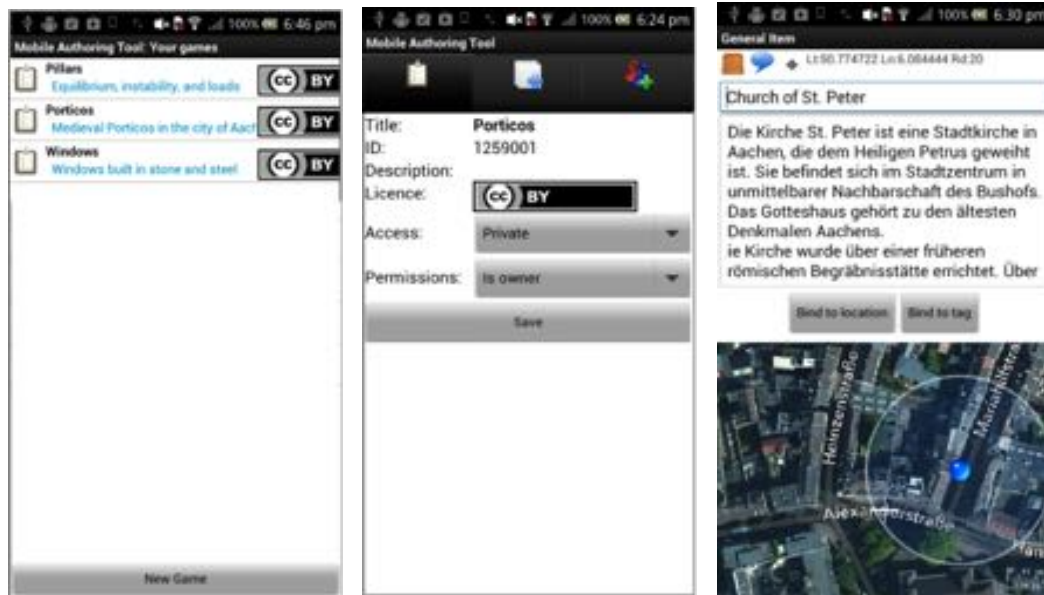 100% 6:46 pm
Mobile Authoring Tool: Your games
Pillars
Equilibrium, instability, and loads
cc BY
Porticos
Medieval Porticos in the city of Aach
cc BY
Windows
Windows built in stone and steel
cc BY
New Game
100% 6:24 pm
Mobile Authoring Tool
Title: Porticos
ID: 1259001
Description:
Licence: cc BY
Access: Private
Permissions: Is owner
Save
100% 6:30 pm
General Item
Lt:50.774722 Ln:6.084444 Rd:20
Church of St. Peter
Die Kirche St. Peter ist eine Stadtkirche in
Aachen, die dem Heiligen Petrus geweiht
ist. Sie befindet sich im Stadtzentrum in
unmittelbarer Nachbarschaft des Bushofs.
Das Gotteshaus gehört zu den ältesten
Denkmalen Aachens.
ie Kirche wurde über einer früheren
römischen Begräbnisstätte errichtet. Über
Bind to location Bind to tag
Heinzenstraße
Mariahilfstra
Alexanderstraße